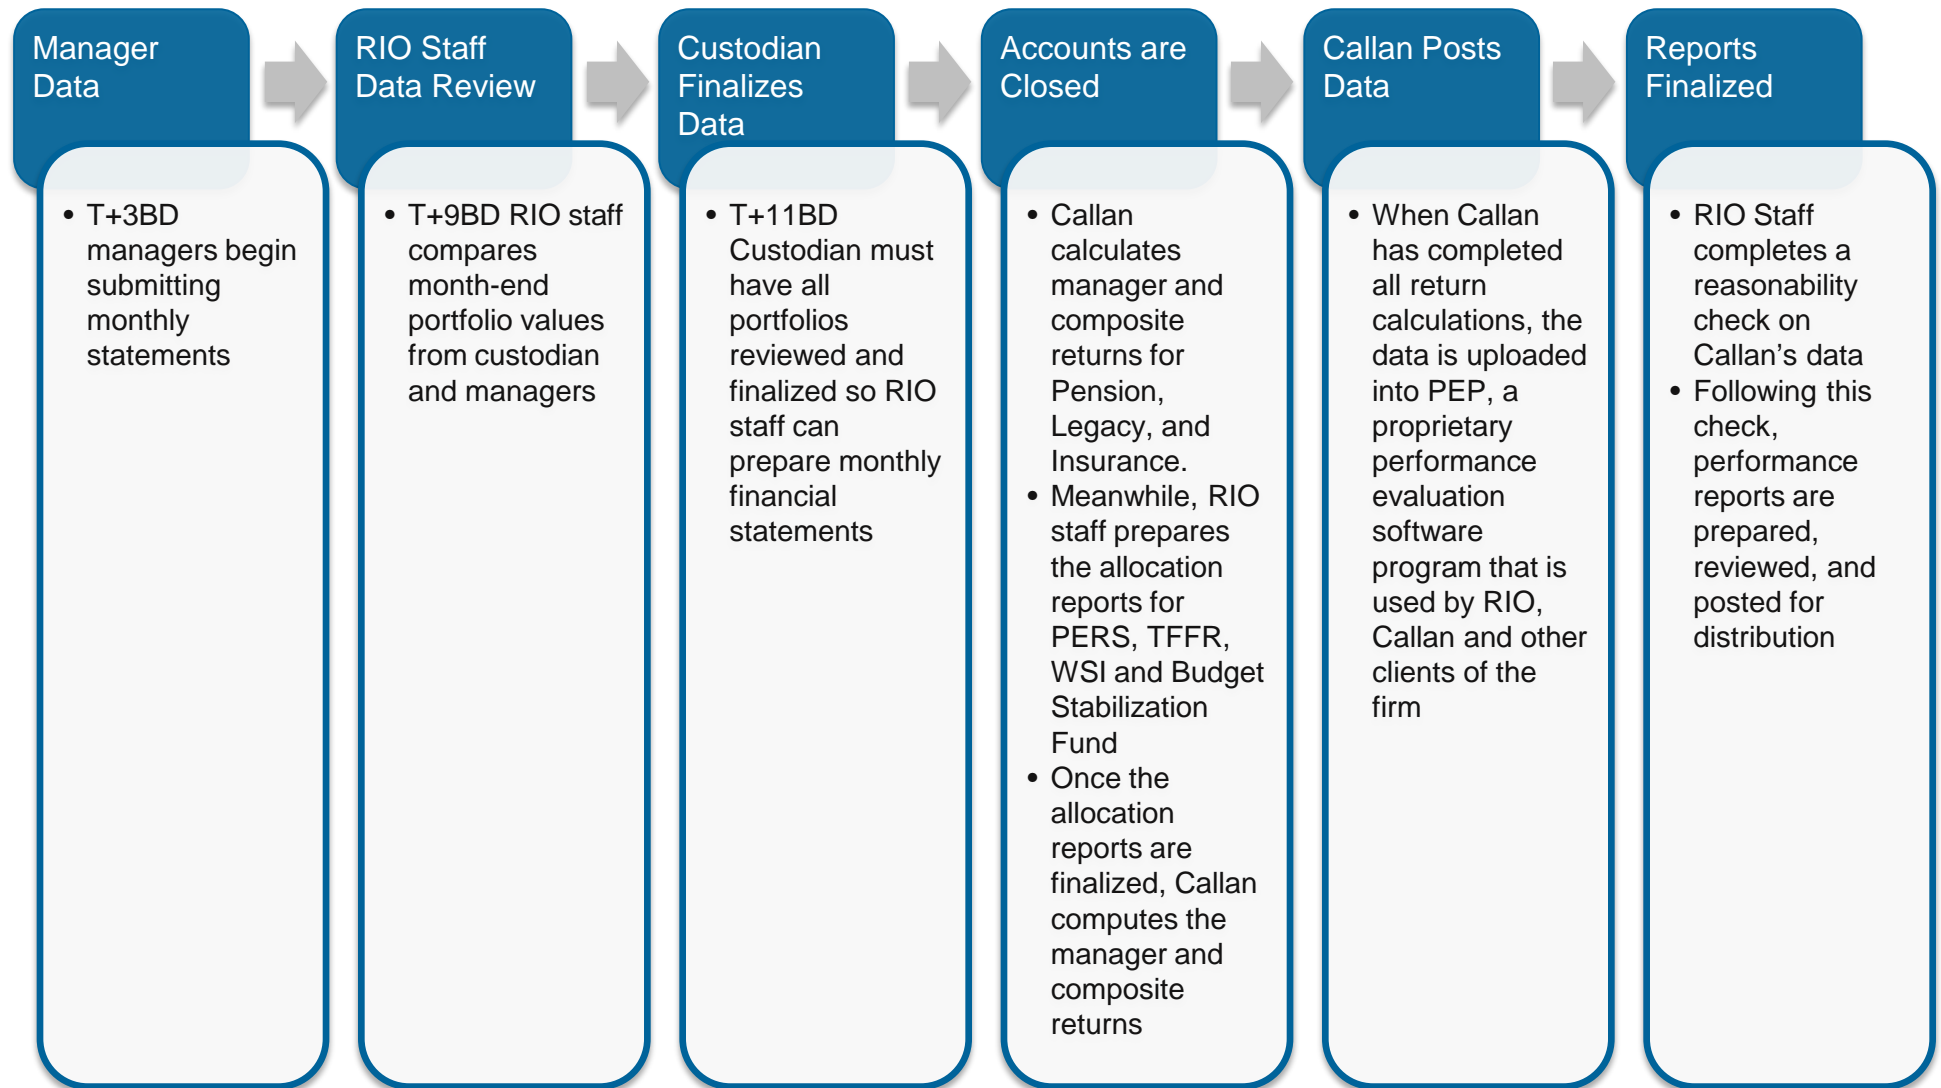 Manager
Data
• T+3BD
managers begin
submitting
monthly
statements
RIO Staff
Data Review
• T+9BD RIO staff
compares
month-end
portfolio values
from custodian
and managers
Custodian
Finalizes
Data
• T+11BD
Custodian must
have all
portfolios
reviewed and
finalized so RIO
staff can
prepare monthly
financial
statements
Accounts are
Closed
• Callan
calculates
manager and
composite
returns for
Pension,
Legacy, and
Insurance.
• Meanwhile, RIO
staff prepares
the allocation
reports for
PERS, TFFR,
WSI and Budget
Stabilization
Fund
• Once the
allocation
reports are
finalized, Callan
computes the
manager and
composite
returns
Callan Posts
Data
• When Callan
has completed
all return
calculations, the
data is uploaded
into PEP, a
proprietary
performance
evaluation
software
program that is
used by RIO,
Callan and other
clients of the
firm
Reports
Finalized
• RIO Staff
completes a
reasonability
check on
Callan’s data
• Following this
check,
performance
reports are
prepared,
reviewed, and
posted for
distribution